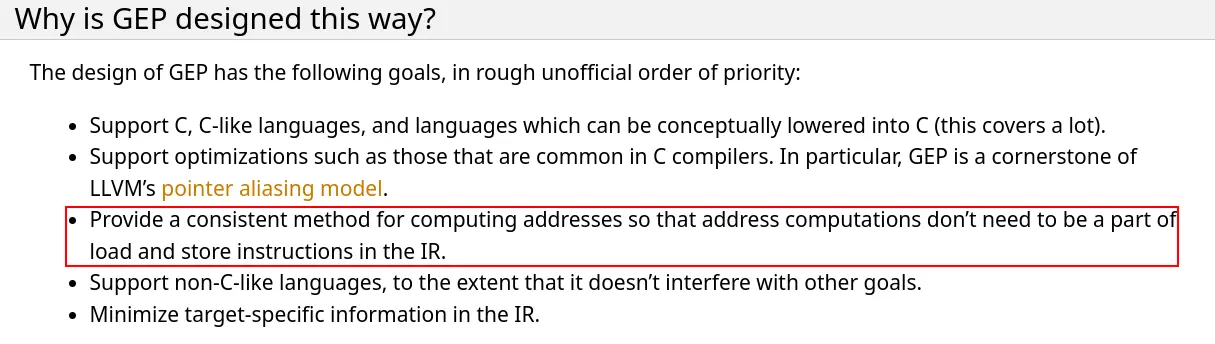 Why is GEP designed this way?
The design of GEP has the following goals, in rough unofficial order of priority:
• Support C, C-like languages, and languages which can be conceptually lowered into C (this covers a lot).
• Support optimizations such as those that are common in C compilers. In particular, GEP is a cornerstone of
LLVM’s pointer aliasing model.
• Provide a consistent method for computing addresses so that address computations don’t need to be a part of
load and store instructions in the IR.
• Support non-C-like languages, to the extent that it doesn’t interfere with other goals.
• Minimize target-specific information in the IR.